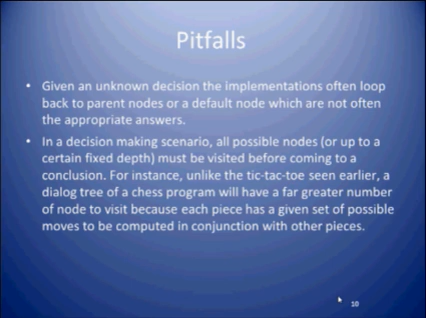 Pitfalls
• Given an unknown decision the implementations often loop
back to parent nodes or a default node which are not often
the appropriate answers.
• In a decision making scenario, all possible nodes (or up to a
certain fixed depth) must be visited before coming to a
conclusion. For instance, unlike the tic-tac-toe seen earlier, a
dialog tree of a chess program will have a far greater number
of node to visit because each piece has a given set of possible
moves to be computed in conjunction with other pieces.
10